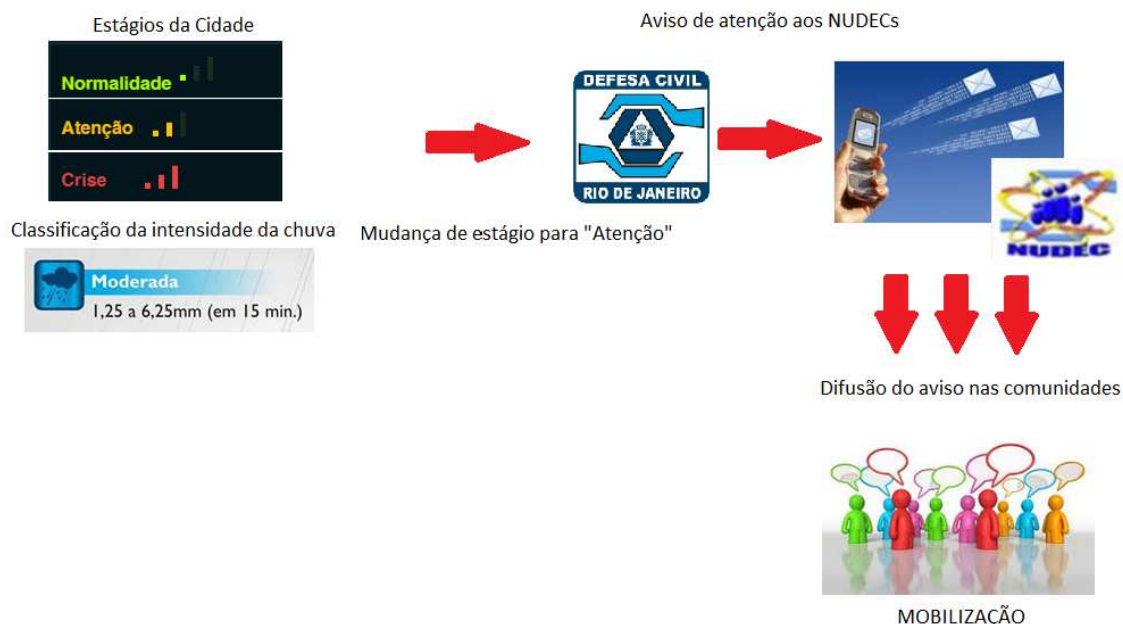 Estágios da Cidade
Normalidade
Atenção
Crise
Classificação da intensidade da chuva
Moderada
1,25 a 6,25mm (em 15 min.)
Mudança de estágio para "Atenção"
Aviso de atenção aos NUDECs
DEFESA CIVIL
RIO DE JANEIRO
NUDEC
Difusão do aviso nas comunidades
MOBILIZAÇÃO